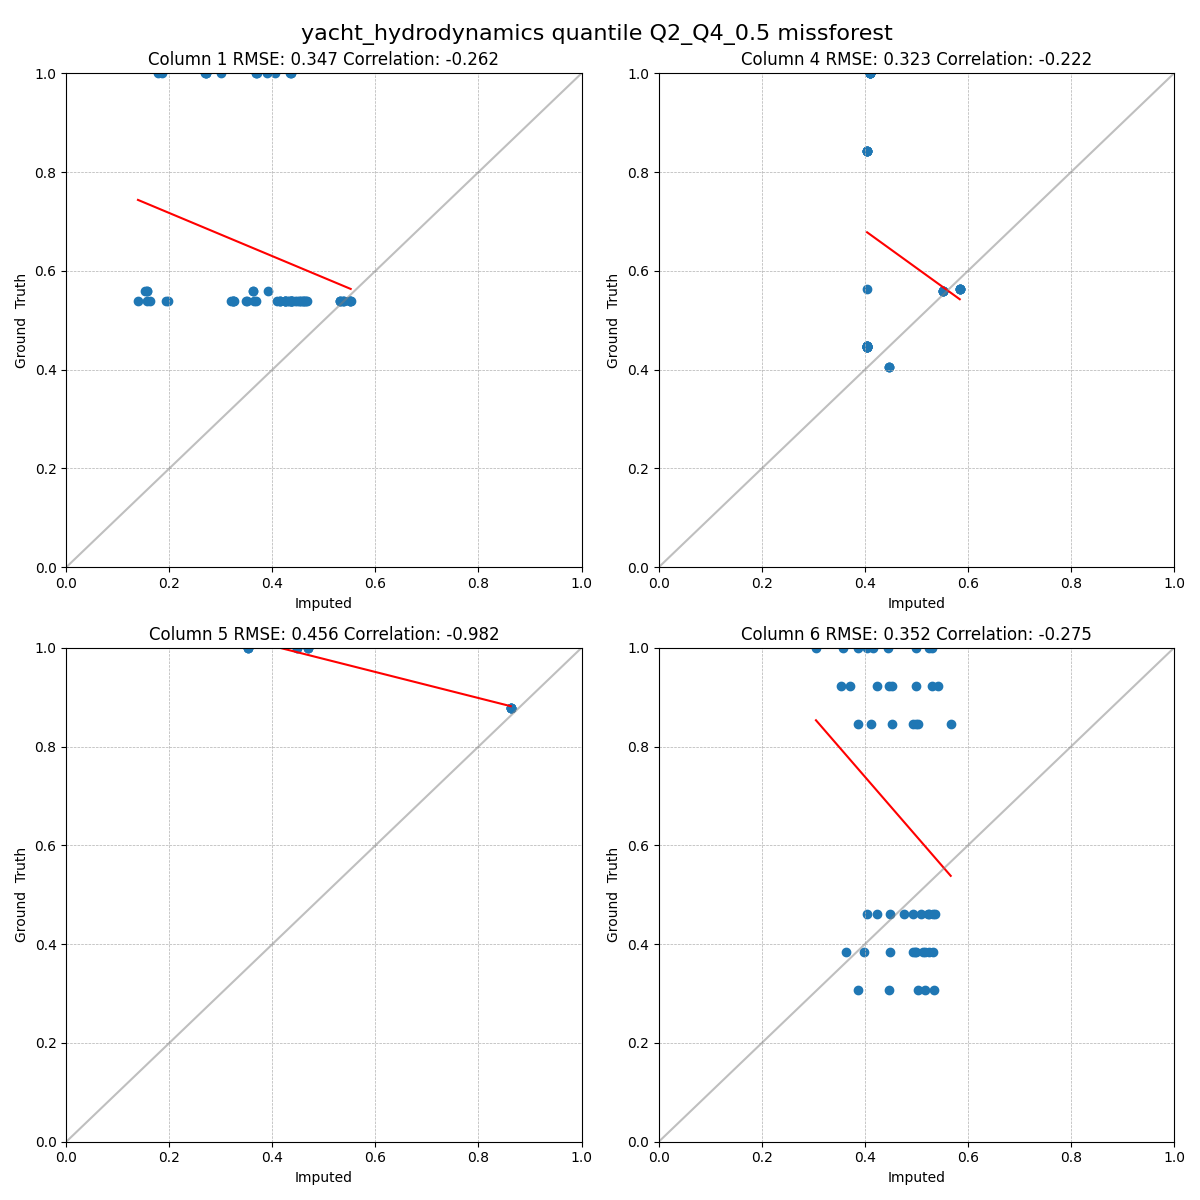 yacht_hydrodynamics quantile Q2_Q4_0.5 missforest
Column 1 RMSE: 0.347 Correlation: -0.262
1.0
0.8
0.6
0.4
0.2
0.0
Ground Truth
0.0 0.2 0.4 0.6 0.8 1.0
Imputed
Column 4 RMSE: 0.323 Correlation: -0.222
1.0
0.8
0.6
0.4
0.2
0.0
Ground Truth
0.0 0.2 0.4 0.6 0.8 1.0
Imputed
Column 5 RMSE: 0.456 Correlation: -0.982
1.0
0.8
0.6
0.4
0.2
0.0
Ground Truth
0.0 0.2 0.4 0.6 0.8 1.0
Imputed
Column 6 RMSE: 0.352 Correlation: -0.275
1.0
0.8
0.6
0.4
0.2
0.0
Ground Truth
0.0 0.2 0.4 0.6 0.8 1.0
Imputed